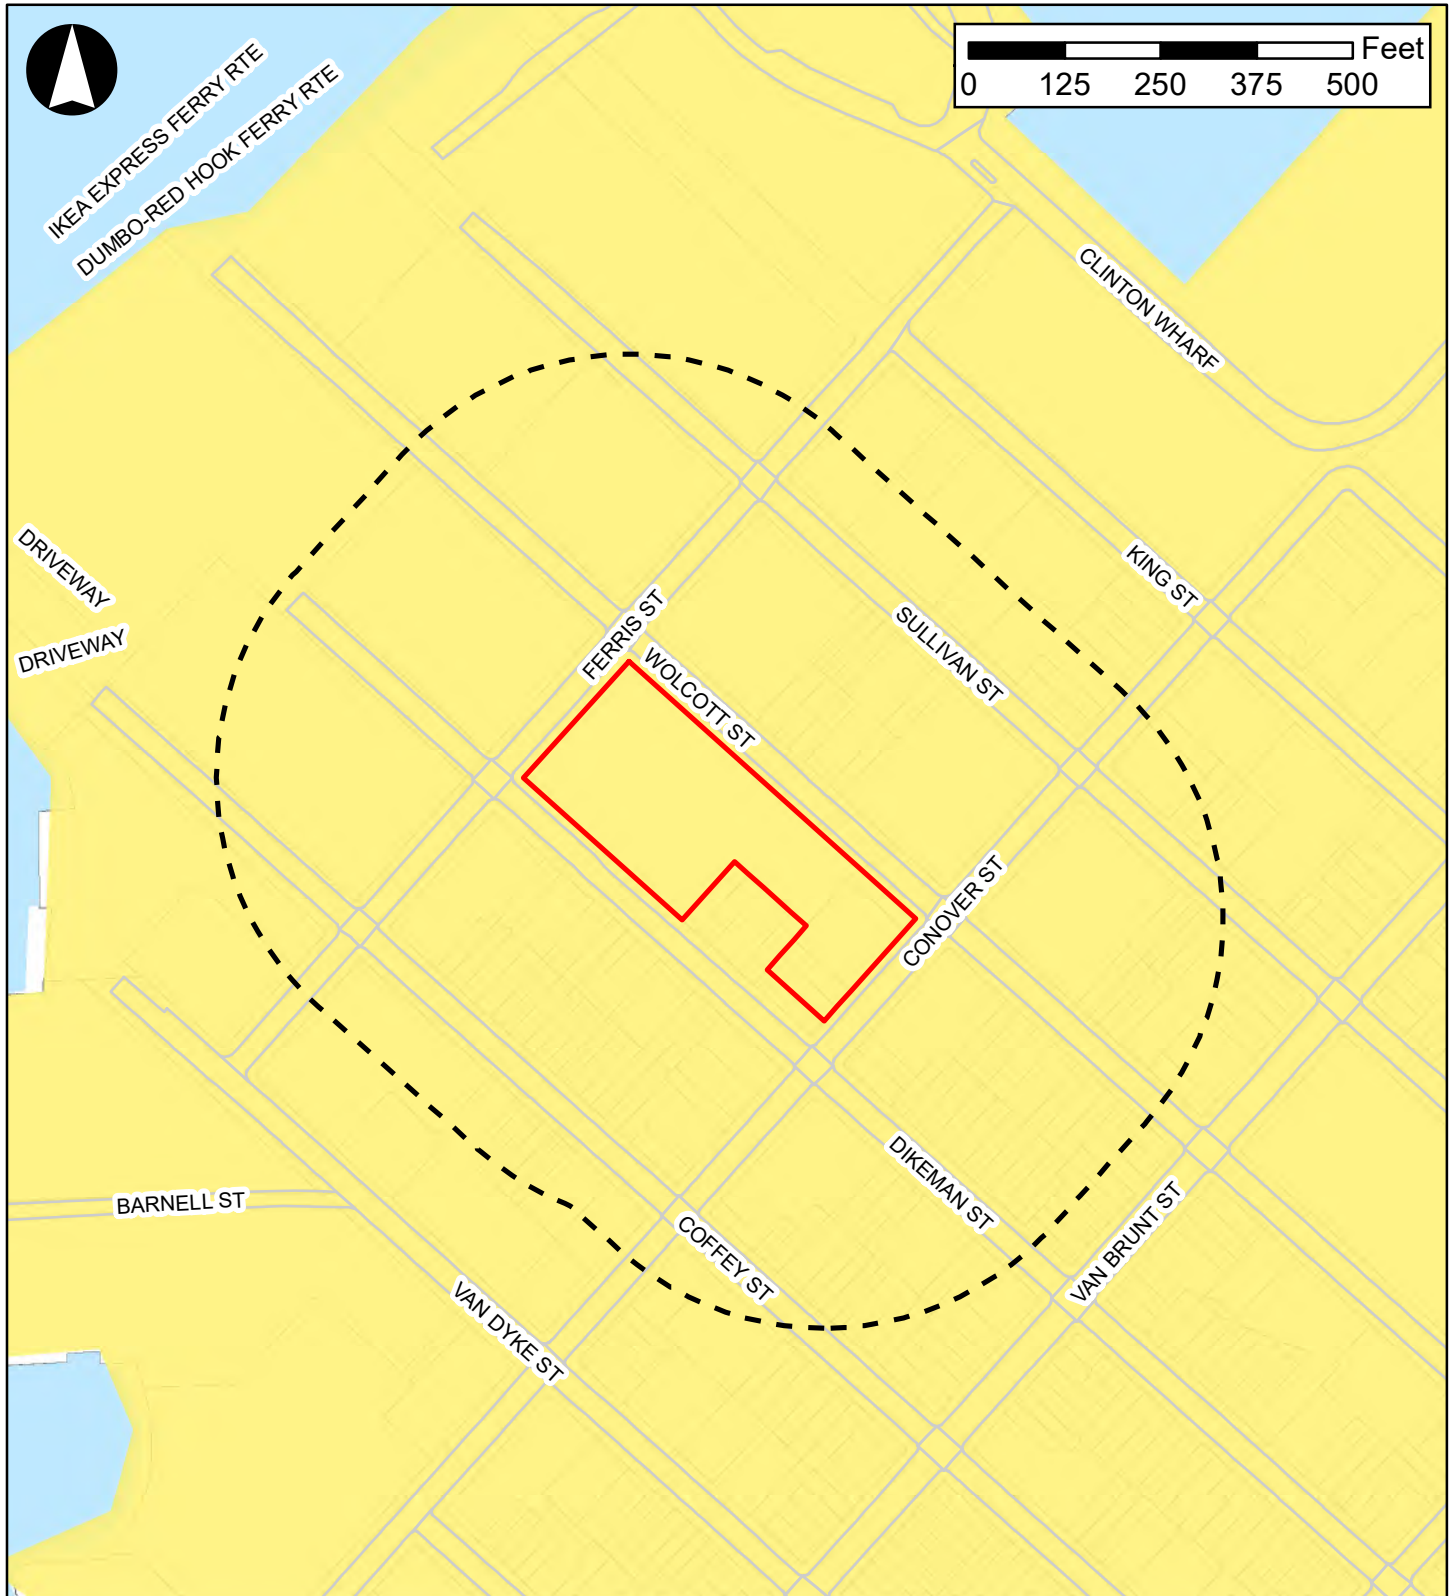 Feet
0 125 250 375 500
IKEA EXPRESS FERRY RTE
DUMBO-RED HOOK FERRY RTE
CLINTON WHARF
DRIVEWAY
DRIVEWAY
KING ST
FERRIS ST
SULLIVAN ST
WOLCOTT ST
CONOVER ST
DIKEMAN ST
BARNELL ST
COFFEY ST
VAN BRUNT ST
VAN DYKE ST